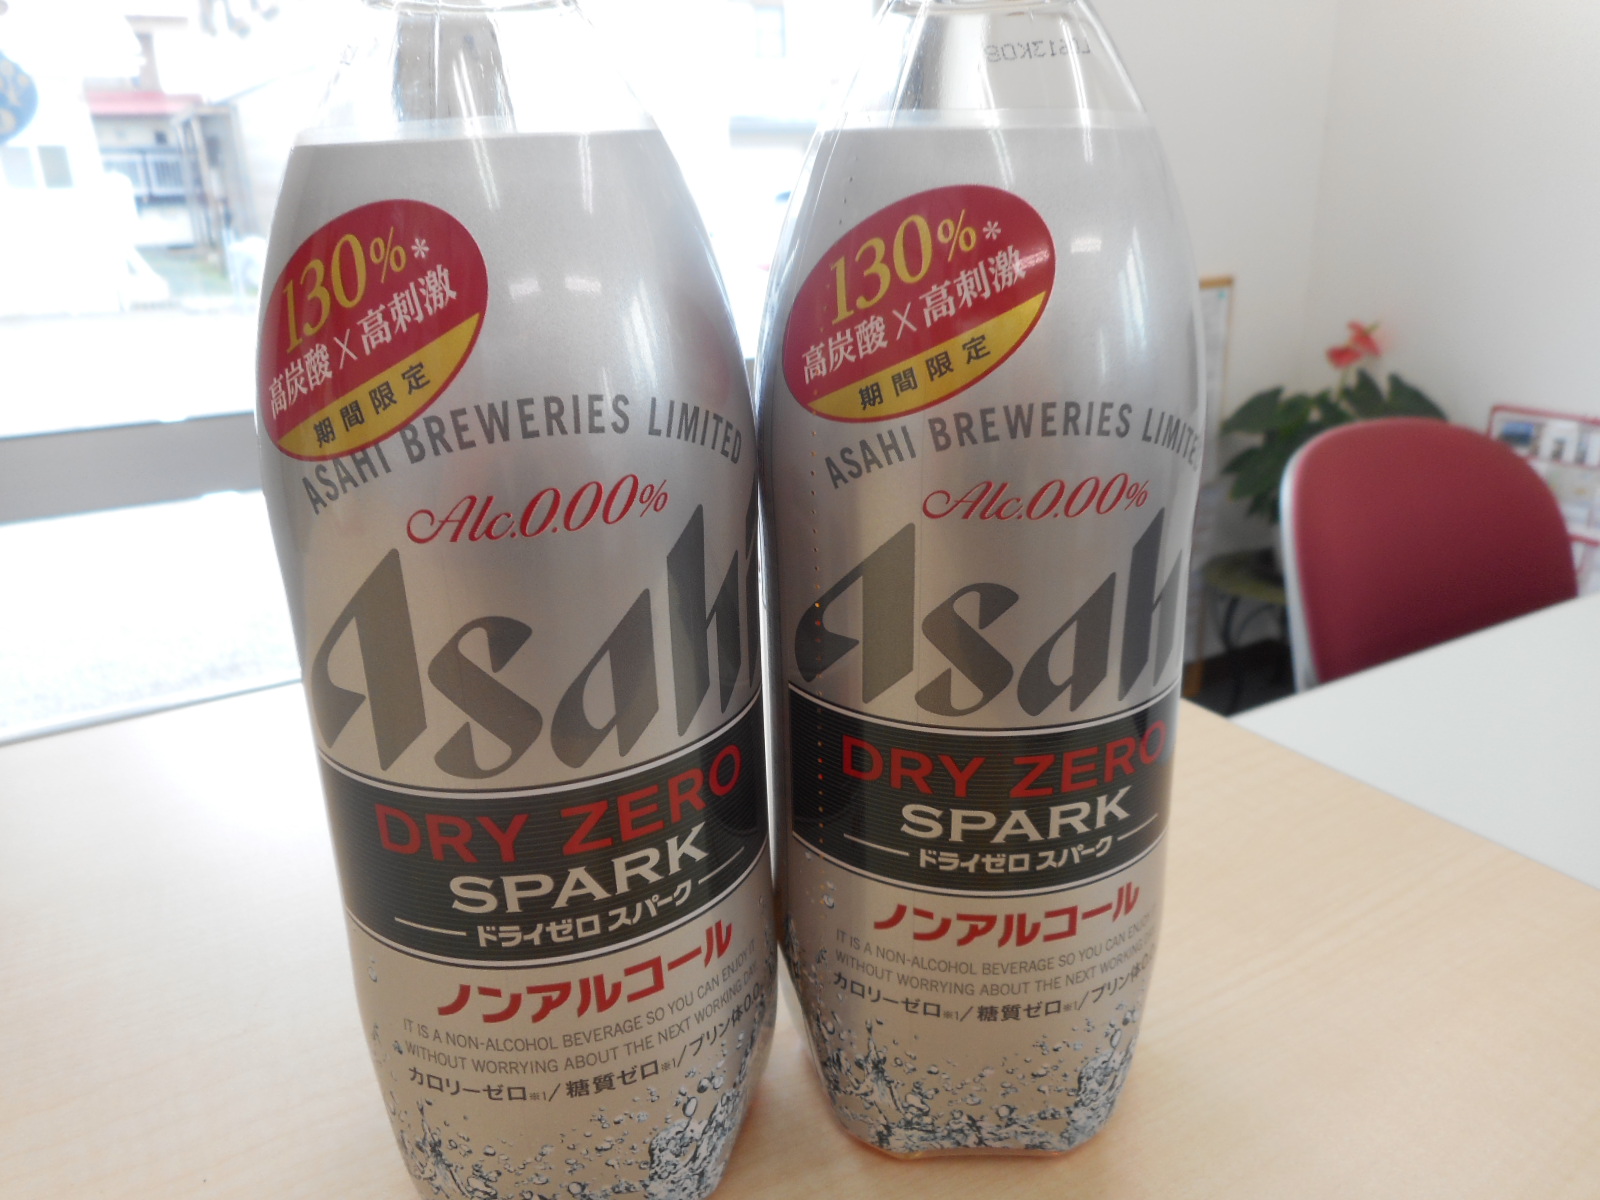 130%*
高炭酸×高刺激
期間限定
ASAHI BREWERIES LIMITED
Alc.0.00%
Asahi
DRY ZERO
SPARK
ドライゼロ スパーク
ノンアルコール
IT IS A NON-ALCOHOL BEVERAGE SO YOU CAN ENJOY IT
WITHOUT WORRYING ABOUT THE NEXT WORKING DAY.
カロリーゼロ※1/糖質ゼロ※1/プリン体0.0
130%*
高炭酸×高刺激
期間限定
ASAHI BREWERIES LIMITE
Alc.0.00%
Asah
DRY ZERO
SPARK
ドライゼロ スパーク
ノンアルコール
IT IS A NON-ALCOHOL BEVERAGE SO YOU CAN ENJOY
WITHOUT WORRYING ABOUT THE NEXT WORKING
カロリーゼロ※1/糖質ゼロ※1/プリン体0.